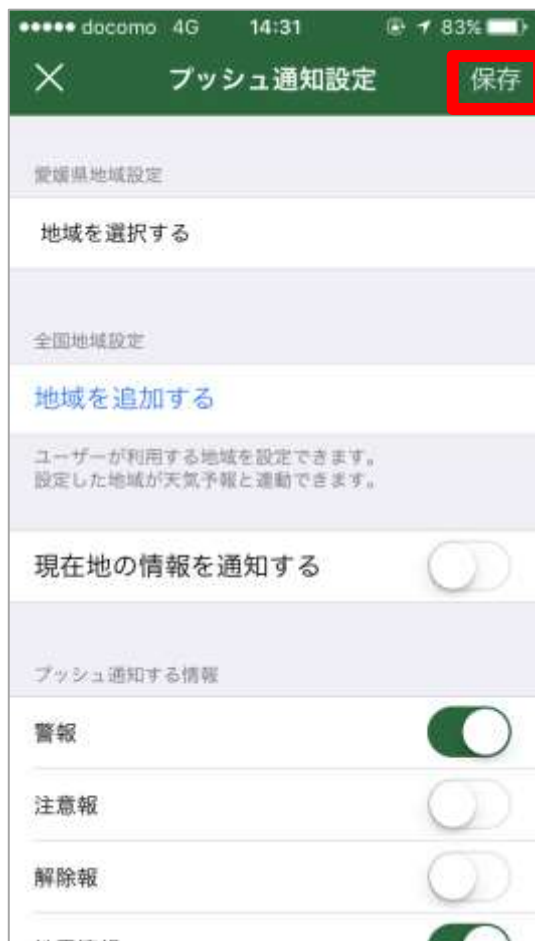 docomo 4G 14:31 83%
プッシュ通知設定 保存
愛媛県地域設定
地域を選択する
全国地域設定
地域を追加する
ユーザーが利用する地域を設定できます。
設定した地域が天気予報と連動できます。
現在地の情報を通知する
プッシュ通知する情報
警報
注意報
解除報